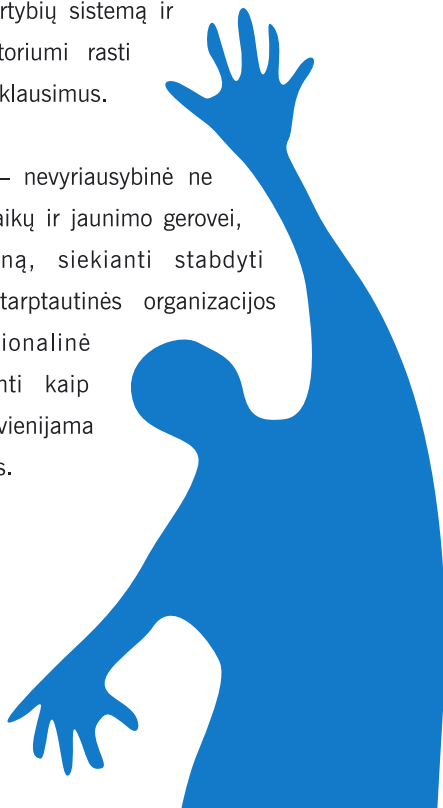 rtybių sistemą ir
toriumi rasti
klausimus.
– nevyriausybinė ne
aikų ir jaunimo gerovei,
ną, siekianti stabdyti
tarptautinės organizacijos
ionalinė
nti kaip
vienijama
s.